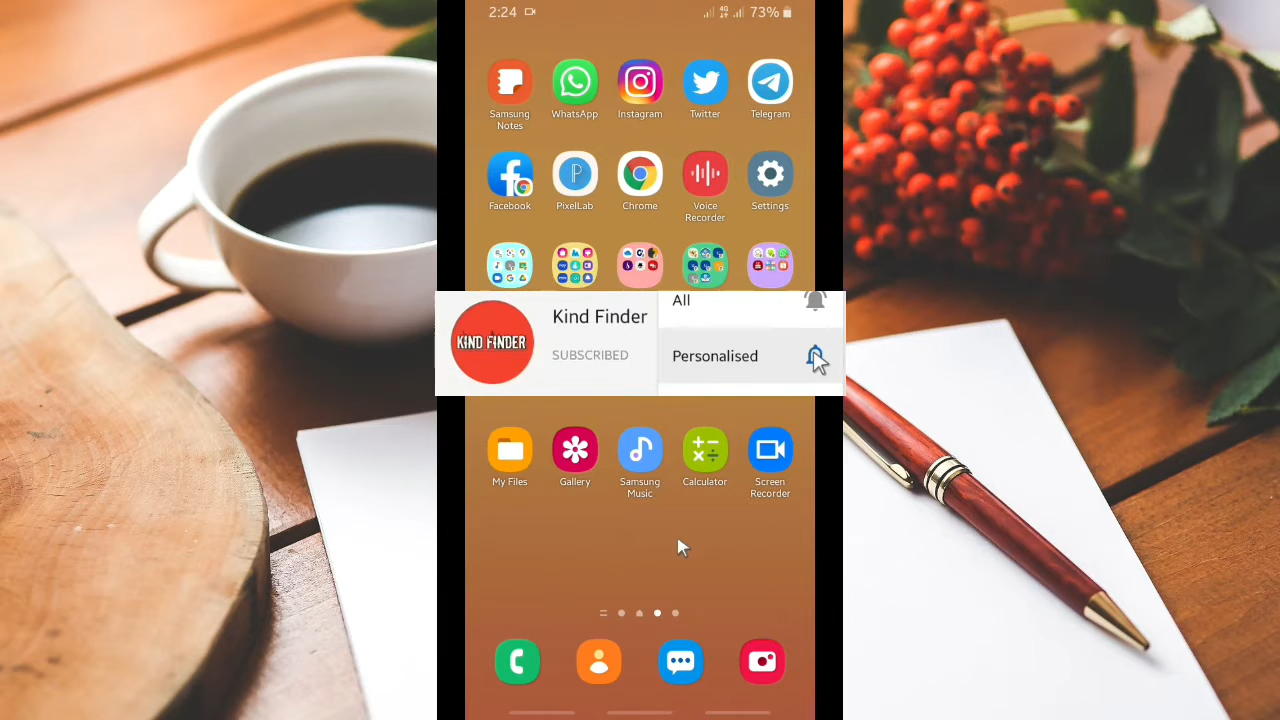 2:24
4G
73%
Samsung Notes
WhatsApp
Instagram
Twitter
Telegram
Facebook
PixelLab
Chrome
Voice Recorder
Settings
All
KIND FINDER
Kind Finder
SUBSCRIBED
Personalised
My Files
Gallery
Samsung Music
Calculator
Screen Recorder